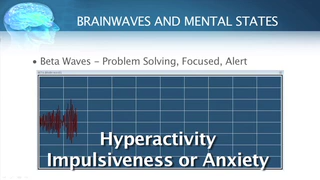 BRAINWAVES AND MENTAL STATES
• Beta Waves - Problem Solving, Focused, Alert
Hyperactivity
Impulsiveness or Anxiety